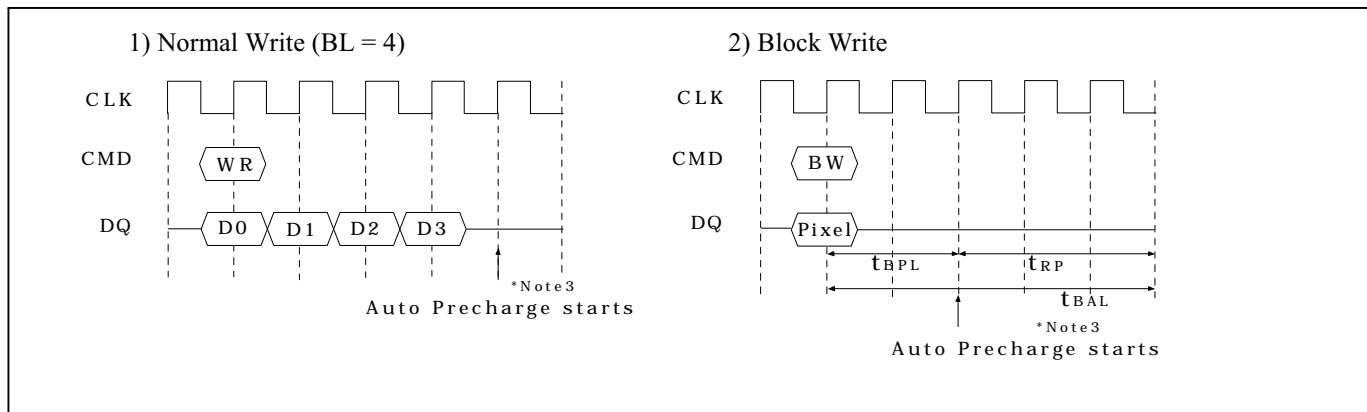 1) Normal Write (BL = 4)
CLK
CMD
WR
DQ
D0 D1 D2 D3
*Note3
Auto Precharge starts
2) Block Write
CLK
CMD
BW
DQ
Pixel
tBPL tRP
tBAL
*Note3
Auto Precharge starts